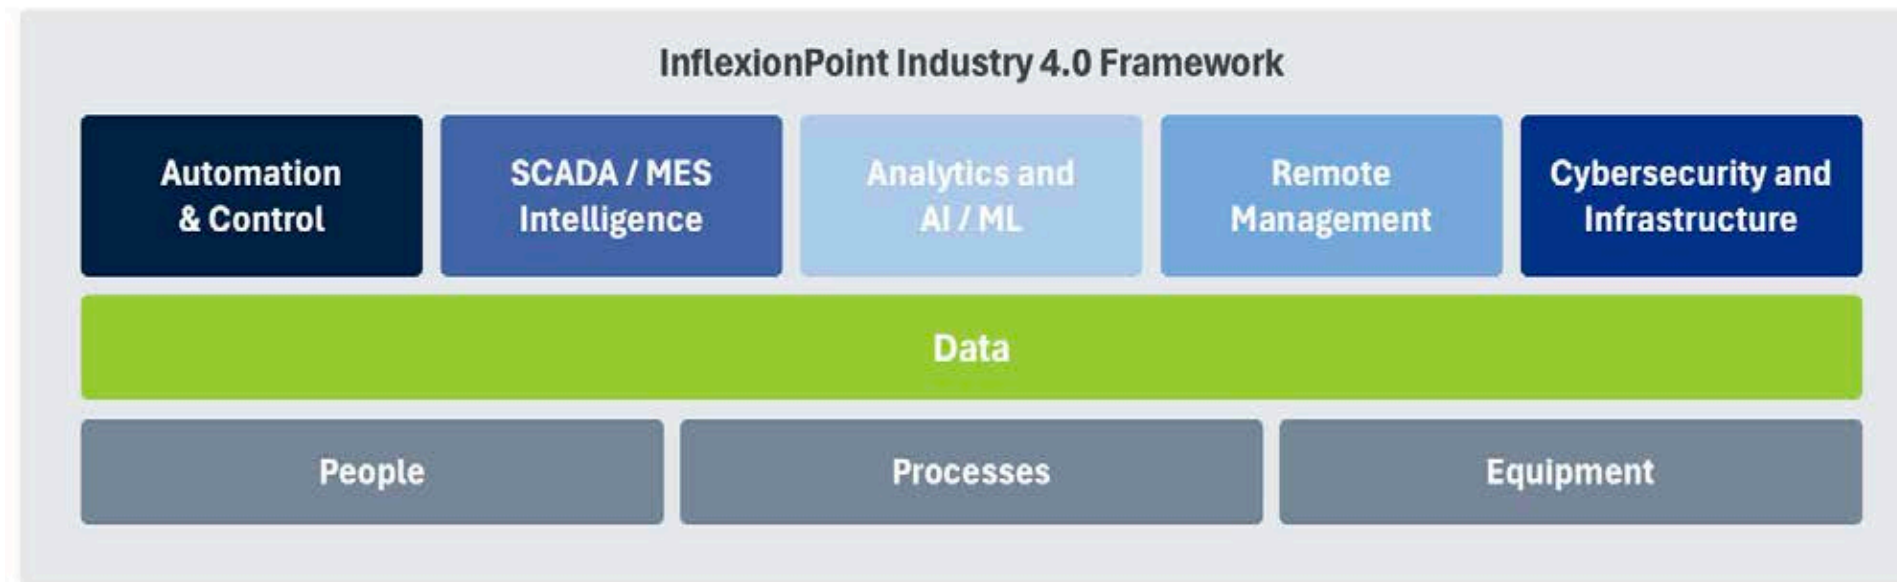 InflexionPoint Industry 4.0 Framework
Automation
& Control
SCADA / MES
Intelligence
Analytics and
AI / ML
Remote
Management
Cybersecurity and
Infrastructure
Data
People
Processes
Equipment